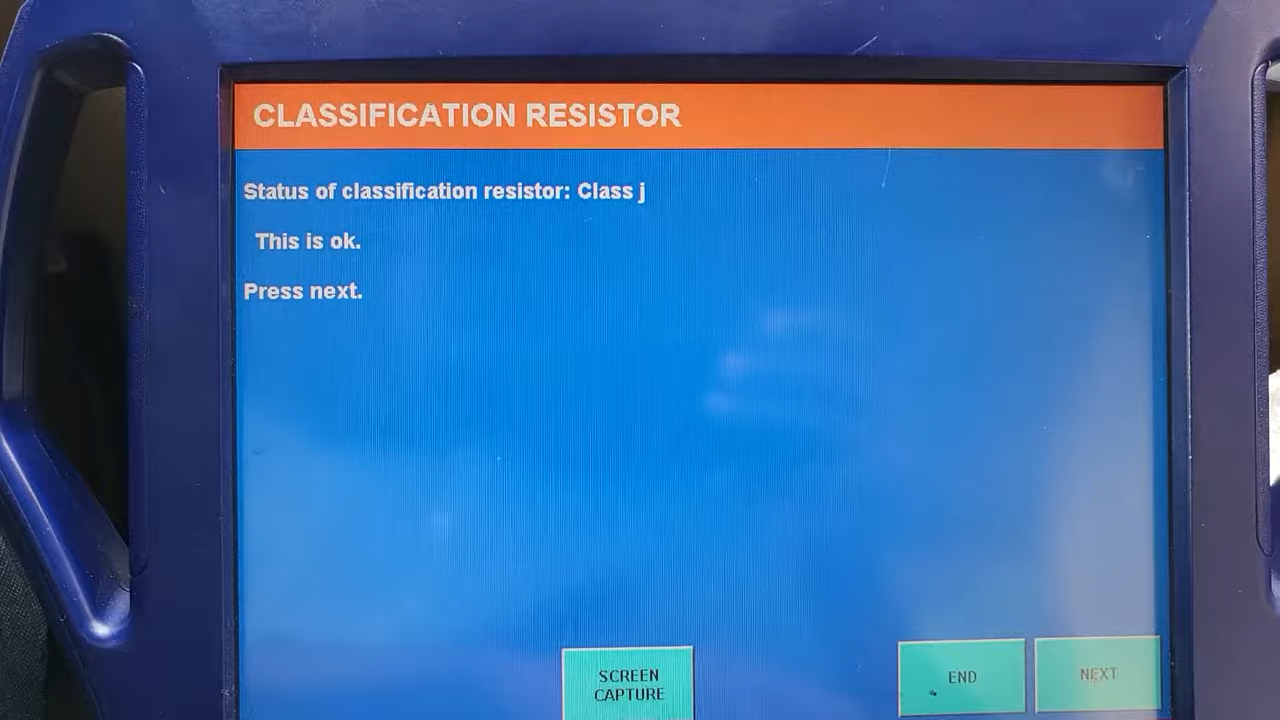 CLASSIFICATION RESISTOR
Status of classification resistor: Class j
This is ok.
Press next.
SCREEN
CAPTURE
END
NEXT